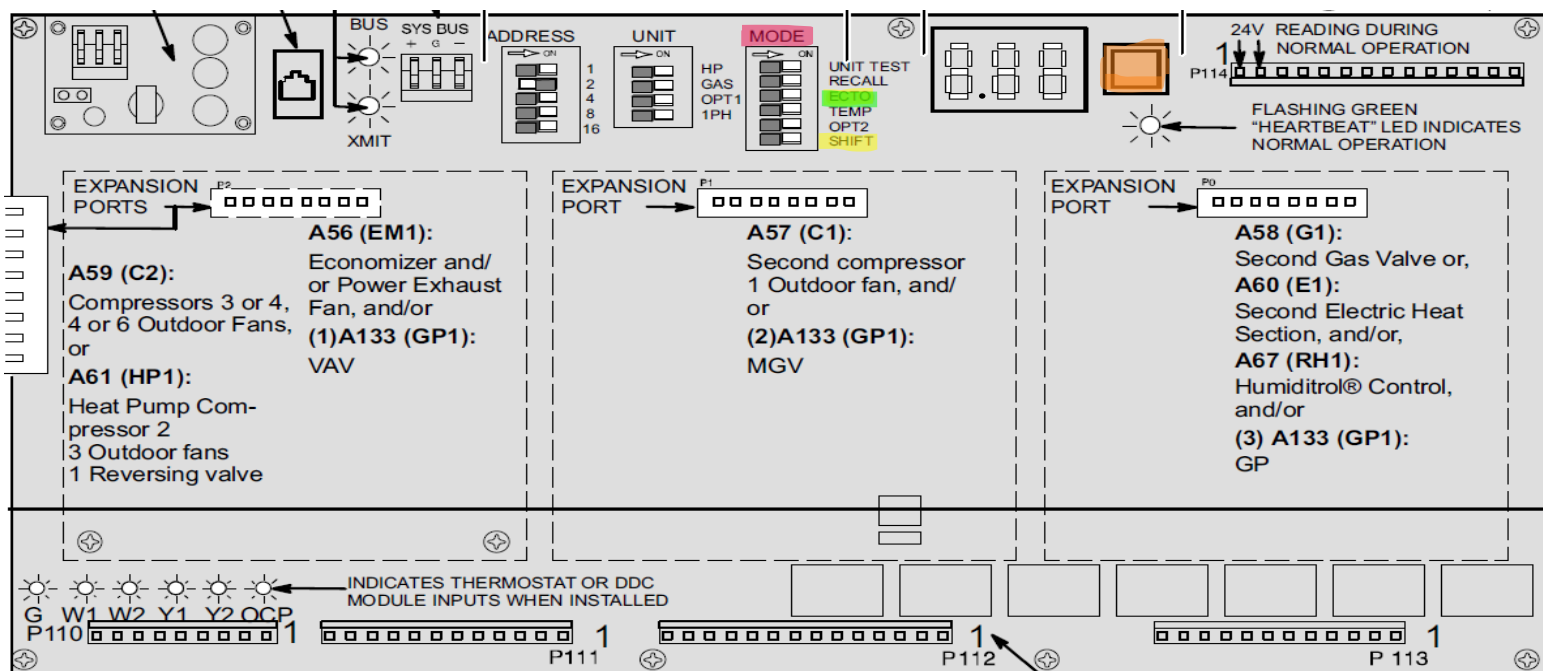 BUS
SYS BUS
+ G −
XMIT
ADDRESS
ON
1
2
4
8
16
UNIT
ON
HP
GAS
OPT1
1PH
MODE
ON
UNIT TEST
RECALL
ECTO
TEMP
OPT2
SHIFT
24V READING DURING
NORMAL OPERATION
1
P114
FLASHING GREEN
“HEARTBEAT” LED INDICATES
NORMAL OPERATION
EXPANSION
PORTS
P2
A56 (EM1):
Economizer and/
or Power Exhaust
Fan, and/or
(1)A133 (GP1):
VAV
A59 (C2):
Compressors 3 or 4,
4 or 6 Outdoor Fans,
or
A61 (HP1):
Heat Pump Com-
pressor 2
3 Outdoor fans
1 Reversing valve
EXPANSION
PORT
P1
A57 (C1):
Second compressor
1 Outdoor fan, and/
or
(2)A133 (GP1):
MGV
EXPANSION
PORT
P0
A58 (G1):
Second Gas Valve or,
A60 (E1):
Second Electric Heat
Section, and/or,
A67 (RH1):
Humiditrol® Control,
and/or
(3) A133 (GP1):
GP
INDICATES THERMOSTAT OR DDC
MODULE INPUTS WHEN INSTALLED
G W1 W2 Y1 Y2 OCP
P110
1
P111
1
P112
1
P 113
1